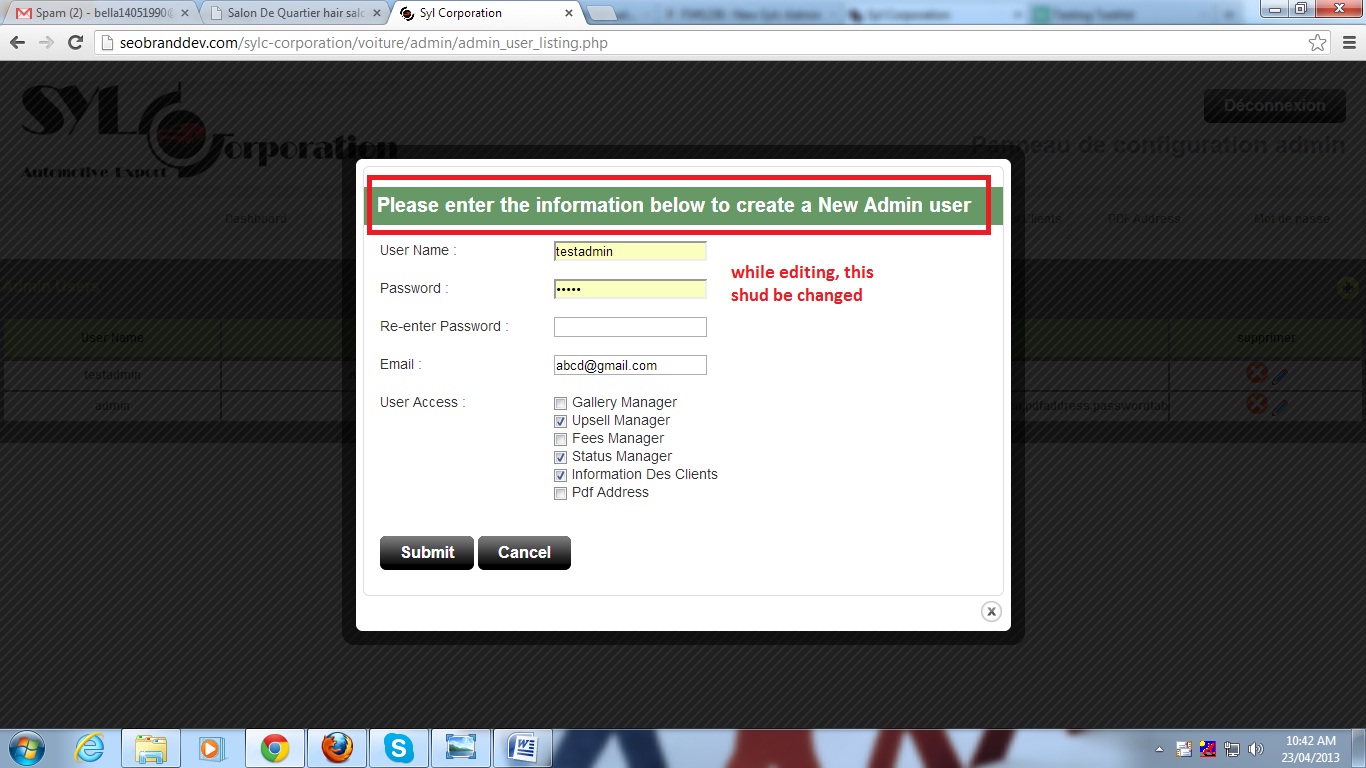 Spam (2) - bella14051990@
Salon De Quartier hair salo
Syl Corporation
seobranddev.com/sylc-corporation/voiture/admin/admin_user_listing.php
SYL Corporation
Automotive Export
Déconnexion
Panneau de configuration admin
Dashboard
Clients
PDF Address
Mot de passe
Admin Users
User Name
supprimer
testadmin
admin
pdfaddress,passwordtab
Please enter the information below to create a New Admin user
User Name :
testadmin
while editing, this
shud be changed
Password :
•••••
Re-enter Password :
Email :
abcd@gmail.com
User Access :
Gallery Manager
Upsell Manager
Fees Manager
Status Manager
Information Des Clients
Pdf Address
Submit
Cancel
x
10:42 AM
23/04/2013